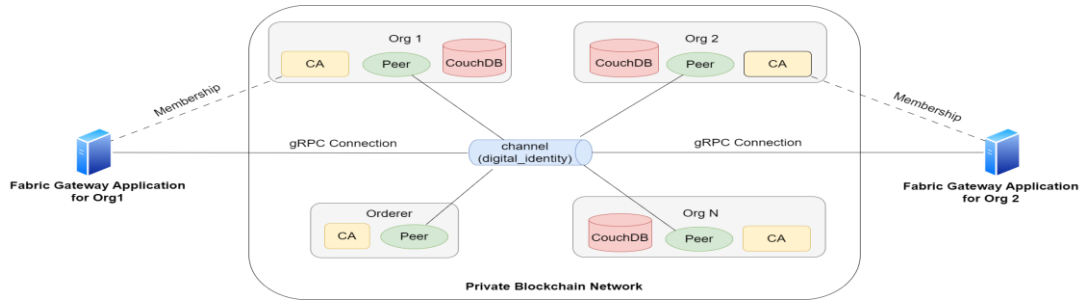 Org 1
CA
Peer
CouchDB
Org 2
CouchDB
Peer
CA
Membership
Membership
gRPC Connection
channel
(digital_identity)
gRPC Connection
Fabric Gateway Application
for Org1
Fabric Gateway Application
for Org 2
Orderer
CA
Peer
Org N
CouchDB
Peer
CA
Private Blockchain Network